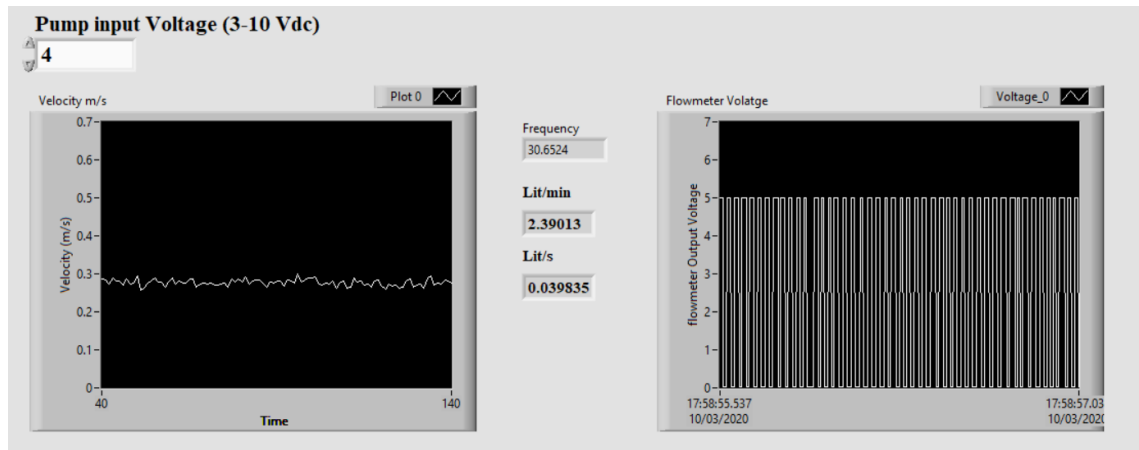 Pump input Voltage (3-10 Vdc)
4
Velocity m/s
Plot 0
0.7
0.6
0.5
0.4
0.3
0.2
0.1
0
Velocity (m/s)
40
140
Time
Frequency
30.6524
Lit/min
2.39013
Lit/s
0.039835
Flowmeter Volatge
Voltage_0
7
6
5
4
3
2
1
0
flowmeter Output Voltage
17:58:55.537
10/03/2020
17:58:57.03
10/03/202